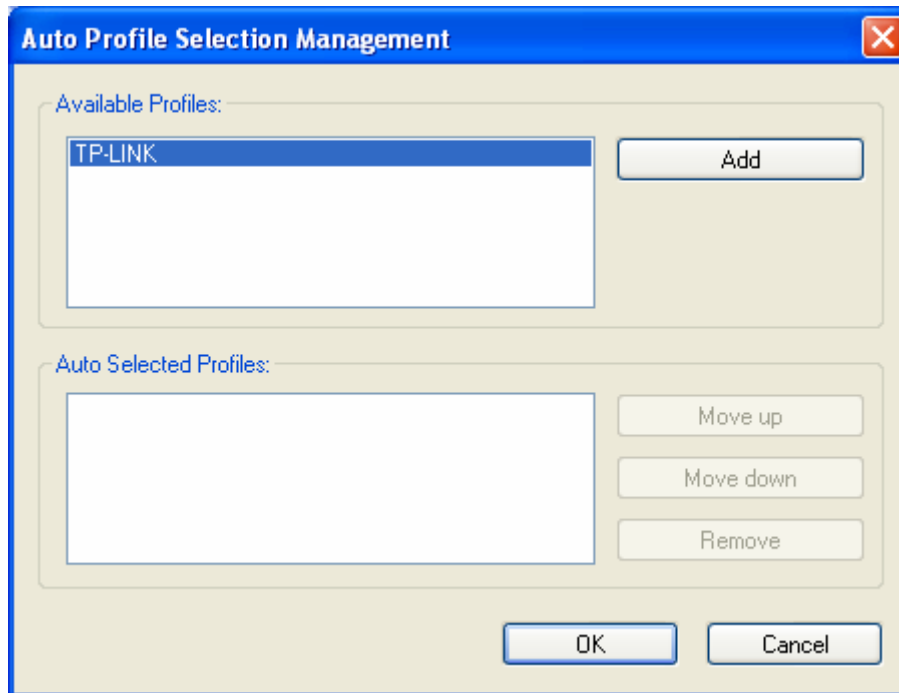 Auto Profile Selection Management
Available Profiles:
TP-LINK
Add
Auto Selected Profiles:
Move up
Move down
Remove
OK
Cancel